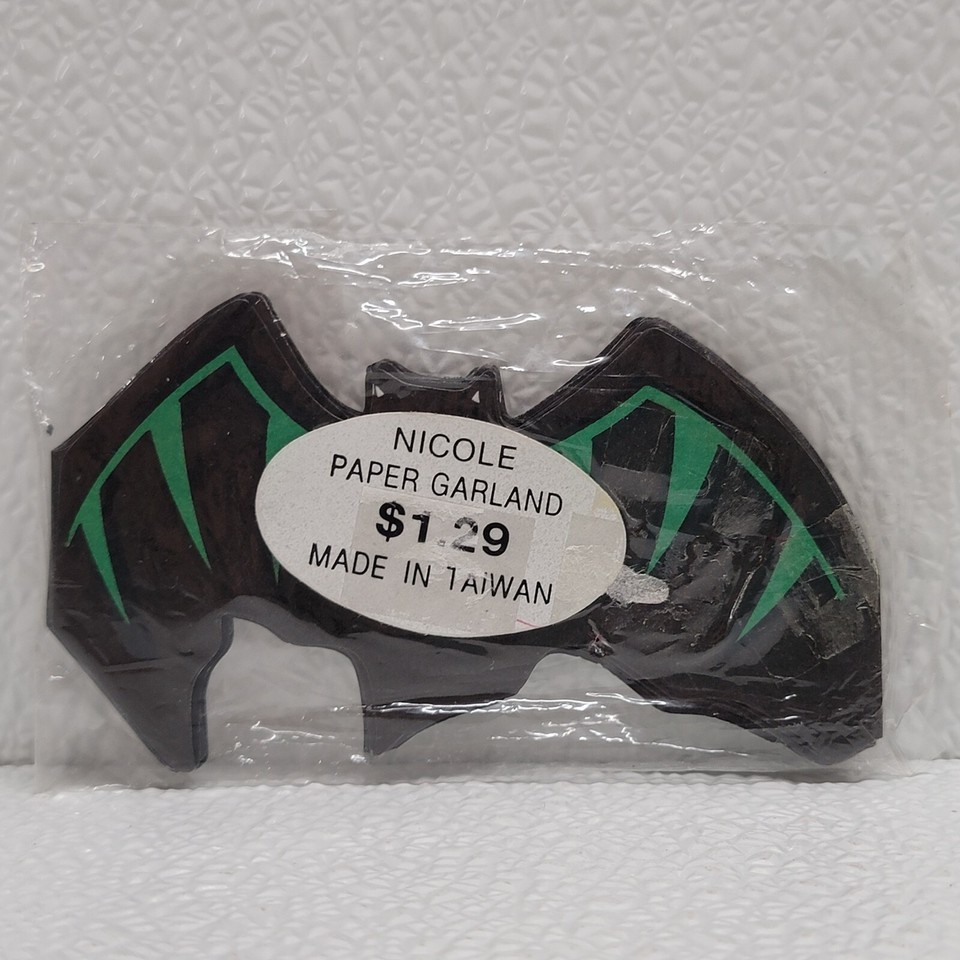 NICOLE
PAPER GARLAND
$1.29
MADE IN TAIWAN